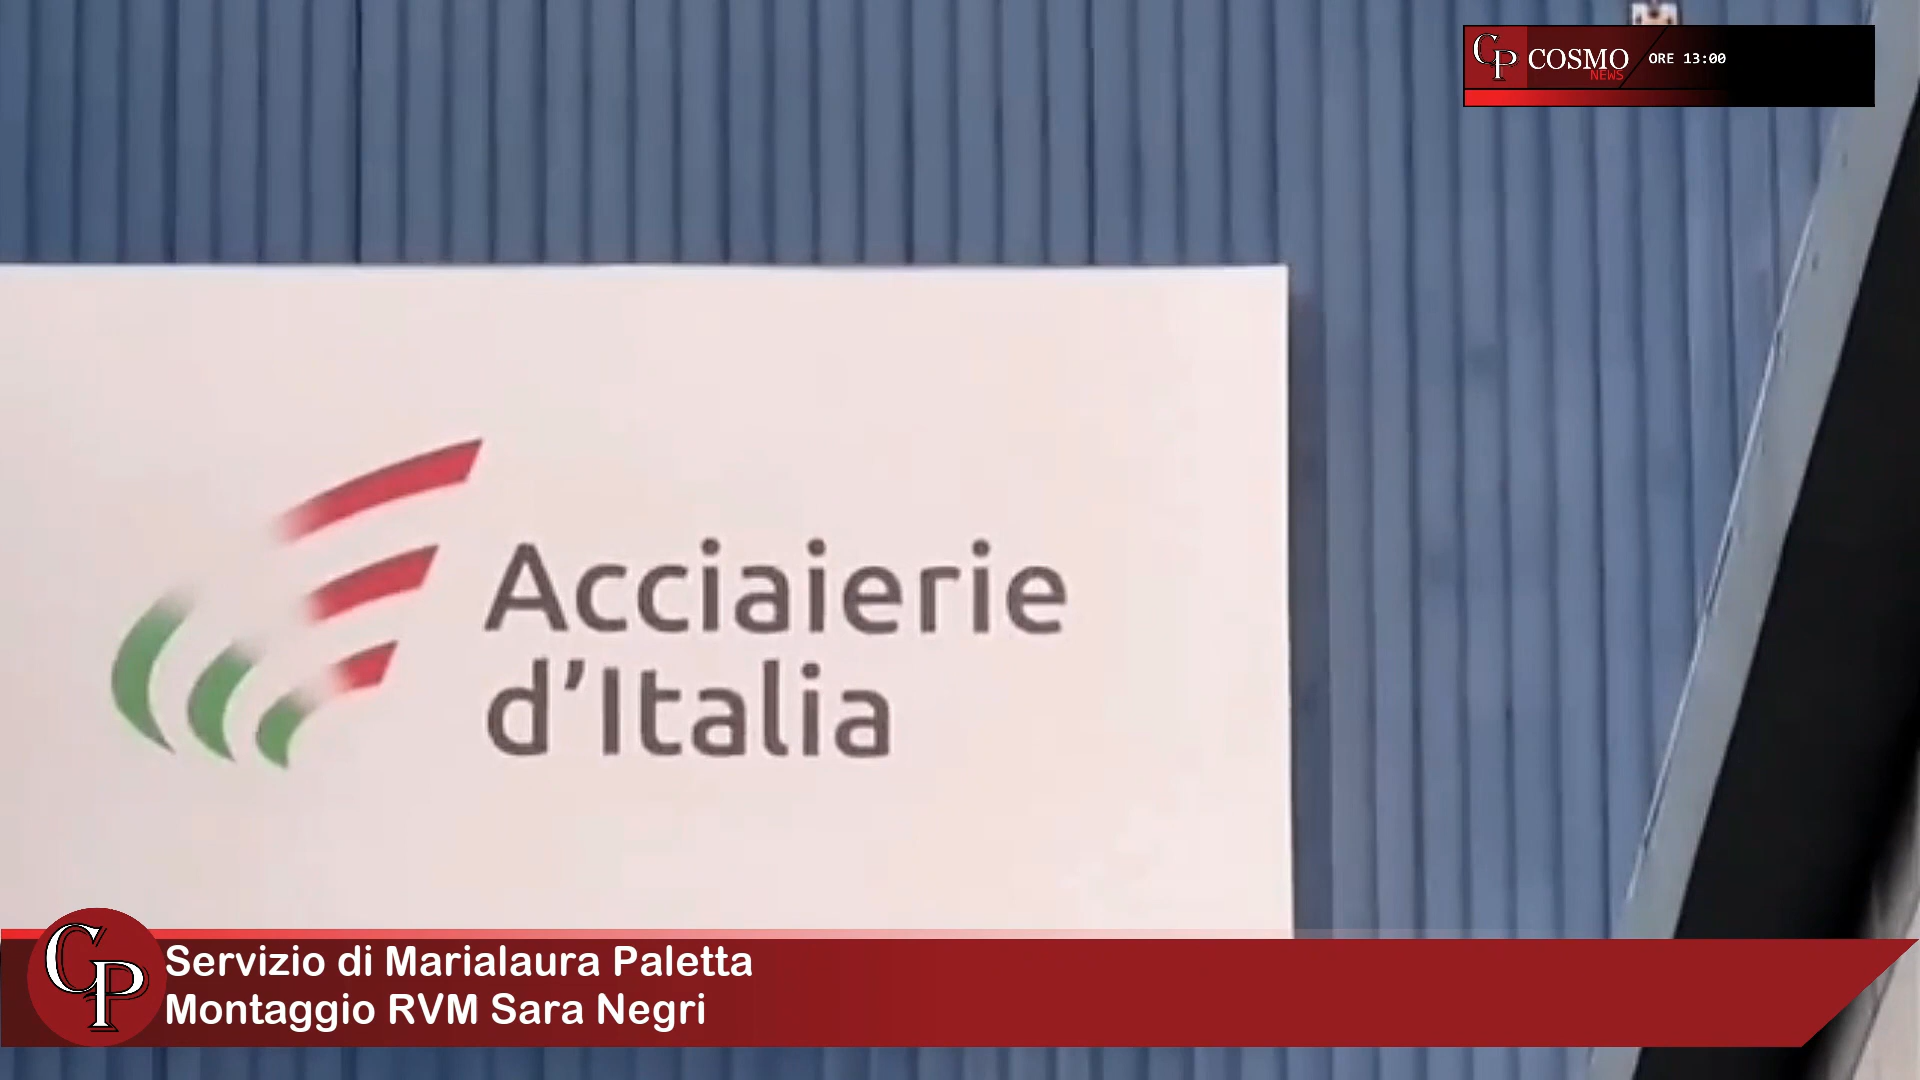 CP COSMO NEWS ORE 13:00
Acciaierie
d’Italia
CP
Servizio di Marialaura Paletta
Montaggio RVM Sara Negri